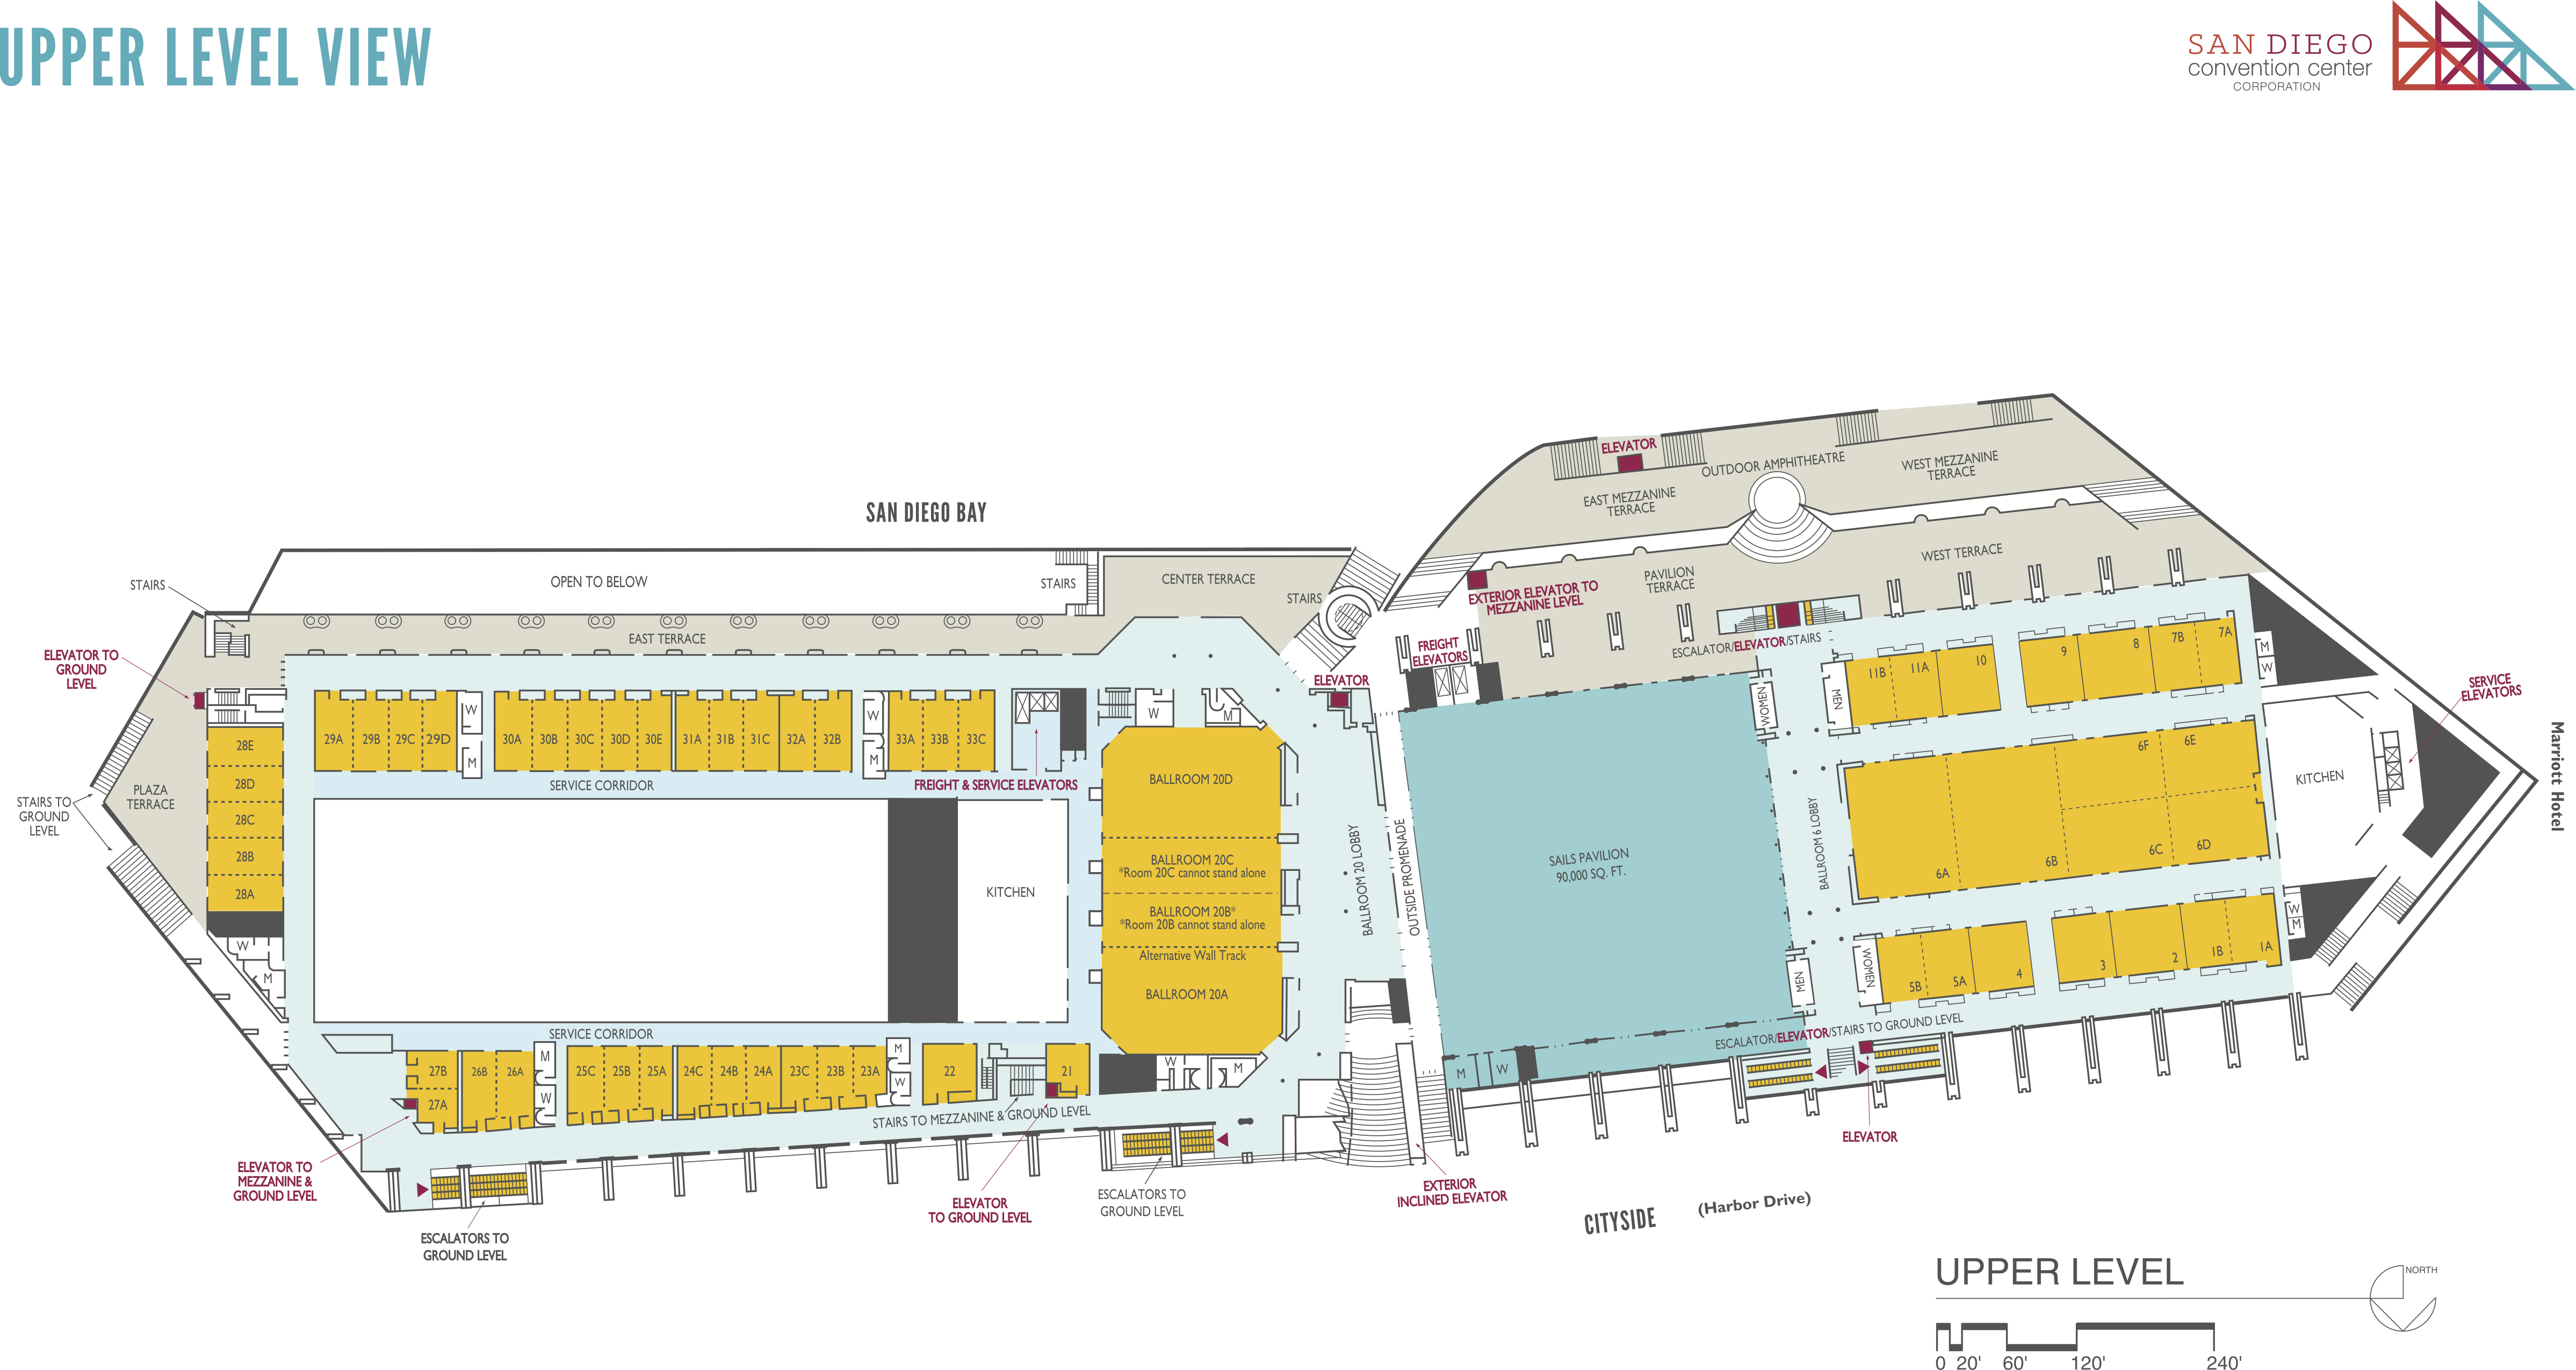 UPPER LEVEL VIEW
SAN DIEGO
convention center
CORPORATION
ELEVATOR
OUTDOOR AMPHITHEATRE
WEST MEZZANINE
TERRACE
EAST MEZZANINE
TERRACE
SAN DIEGO BAY
WEST TERRACE
STAIRS
OPEN TO BELOW
STAIRS
CENTER TERRACE
STAIRS
PAVILION
TERRACE
EXTERIOR ELEVATOR TO
MEZZANINE LEVEL
EAST TERRACE
ELEVATOR TO
GROUND
LEVEL
FREIGHT
ELEVATORS
ESCALATOR/ELEVATOR/STAIRS
ELEVATOR
11B
11A
10
9
8
7B
7A
M
W
SERVICE
ELEVATORS
WOMEN
MEN
29A
29B
29C
29D
W
M
30A
30B
30C
30D
30E
31A
31B
31C
32A
32B
W
M
33A
33B
33C
W
M
28E
28D
28C
28B
28A
W
M
PLAZA
TERRACE
STAIRS TO
GROUND
LEVEL
SERVICE CORRIDOR
FREIGHT & SERVICE ELEVATORS
BALLROOM 20D
BALLROOM 20C
*Room 20C cannot stand alone
BALLROOM 20B*
*Room 20B cannot stand alone
Alternative Wall Track
BALLROOM 20A
KITCHEN
BALLROOM 20 LOBBY
OUTSIDE PROMENADE
SAILS PAVILION
90,000 SQ. FT.
BALLROOM 6 LOBBY
6F
6E
6A
6B
6C
6D
KITCHEN
Marriott Hotel
W
M
MEN
WOMEN
5B
5A
4
3
2
1B
1A
ESCALATOR/ELEVATOR/STAIRS TO GROUND LEVEL
SERVICE CORRIDOR
27B
27A
26B
26A
M
W
25C
25B
25A
24C
24B
24A
23C
23B
23A
M
W
22
21
W
M
M
W
STAIRS TO MEZZANINE & GROUND LEVEL
ELEVATOR
ELEVATOR TO
MEZZANINE &
GROUND LEVEL
ESCALATORS TO
GROUND LEVEL
ELEVATOR
TO GROUND LEVEL
ESCALATORS TO
GROUND LEVEL
EXTERIOR
INCLINED ELEVATOR
CITYSIDE
(Harbor Drive)
UPPER LEVEL
NORTH
0 20' 60' 120' 240'